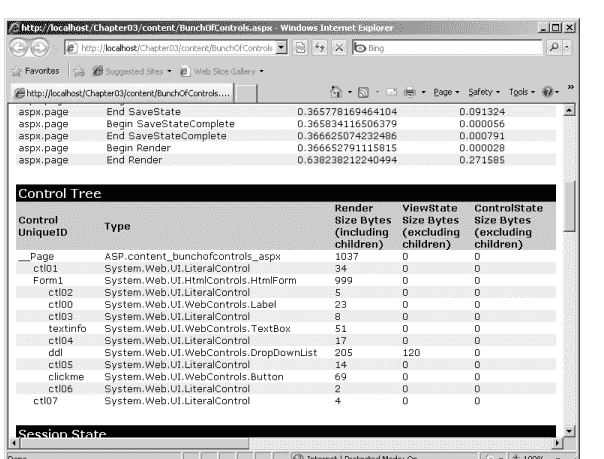 http://localhost/Chapter03/content/BunchOfControls.aspx - Windows Internet Explorer
http://localhost/Chapter03/content/BunchOfControls Bing
Favorites Suggested Sites Web Slice Gallery
http://localhost/Chapter03/content/BunchOfControls.... Page Safety Tools
aspx.page End SaveState 0.365778169464104 0.091324
aspx.page Begin SaveStateComplete 0.365834116506379 0.000056
aspx.page End SaveStateComplete 0.366625074232486 0.000791
aspx.page Begin Render 0.366652791115815 0.000028
aspx.page End Render 0.638238212240494 0.271585
Control Tree
Control UniqueID Type Render Size Bytes (including children) ViewState Size Bytes (excluding children) ControlState Size Bytes (excluding children)
__Page ASP.content_bunchofcontrols_aspx 1037 0 0
ctl01 System.Web.UI.LiteralControl 34 0 0
Form1 System.Web.UI.HtmlControls.HtmlForm 999 0 0
ctl02 System.Web.UI.LiteralControl 5 0 0
ctl00 System.Web.UI.WebControls.Label 23 0 0
ctl03 System.Web.UI.LiteralControl 8 0 0
textinfo System.Web.UI.WebControls.TextBox 51 0 0
ctl04 System.Web.UI.LiteralControl 17 0 0
ddl System.Web.UI.WebControls.DropDownList 205 120 0
ctl05 System.Web.UI.LiteralControl 14 0 0
clickme System.Web.UI.WebControls.Button 69 0 0
ctl06 System.Web.UI.LiteralControl 2 0 0
ctl07 System.Web.UI.LiteralControl 4 0 0
Session State